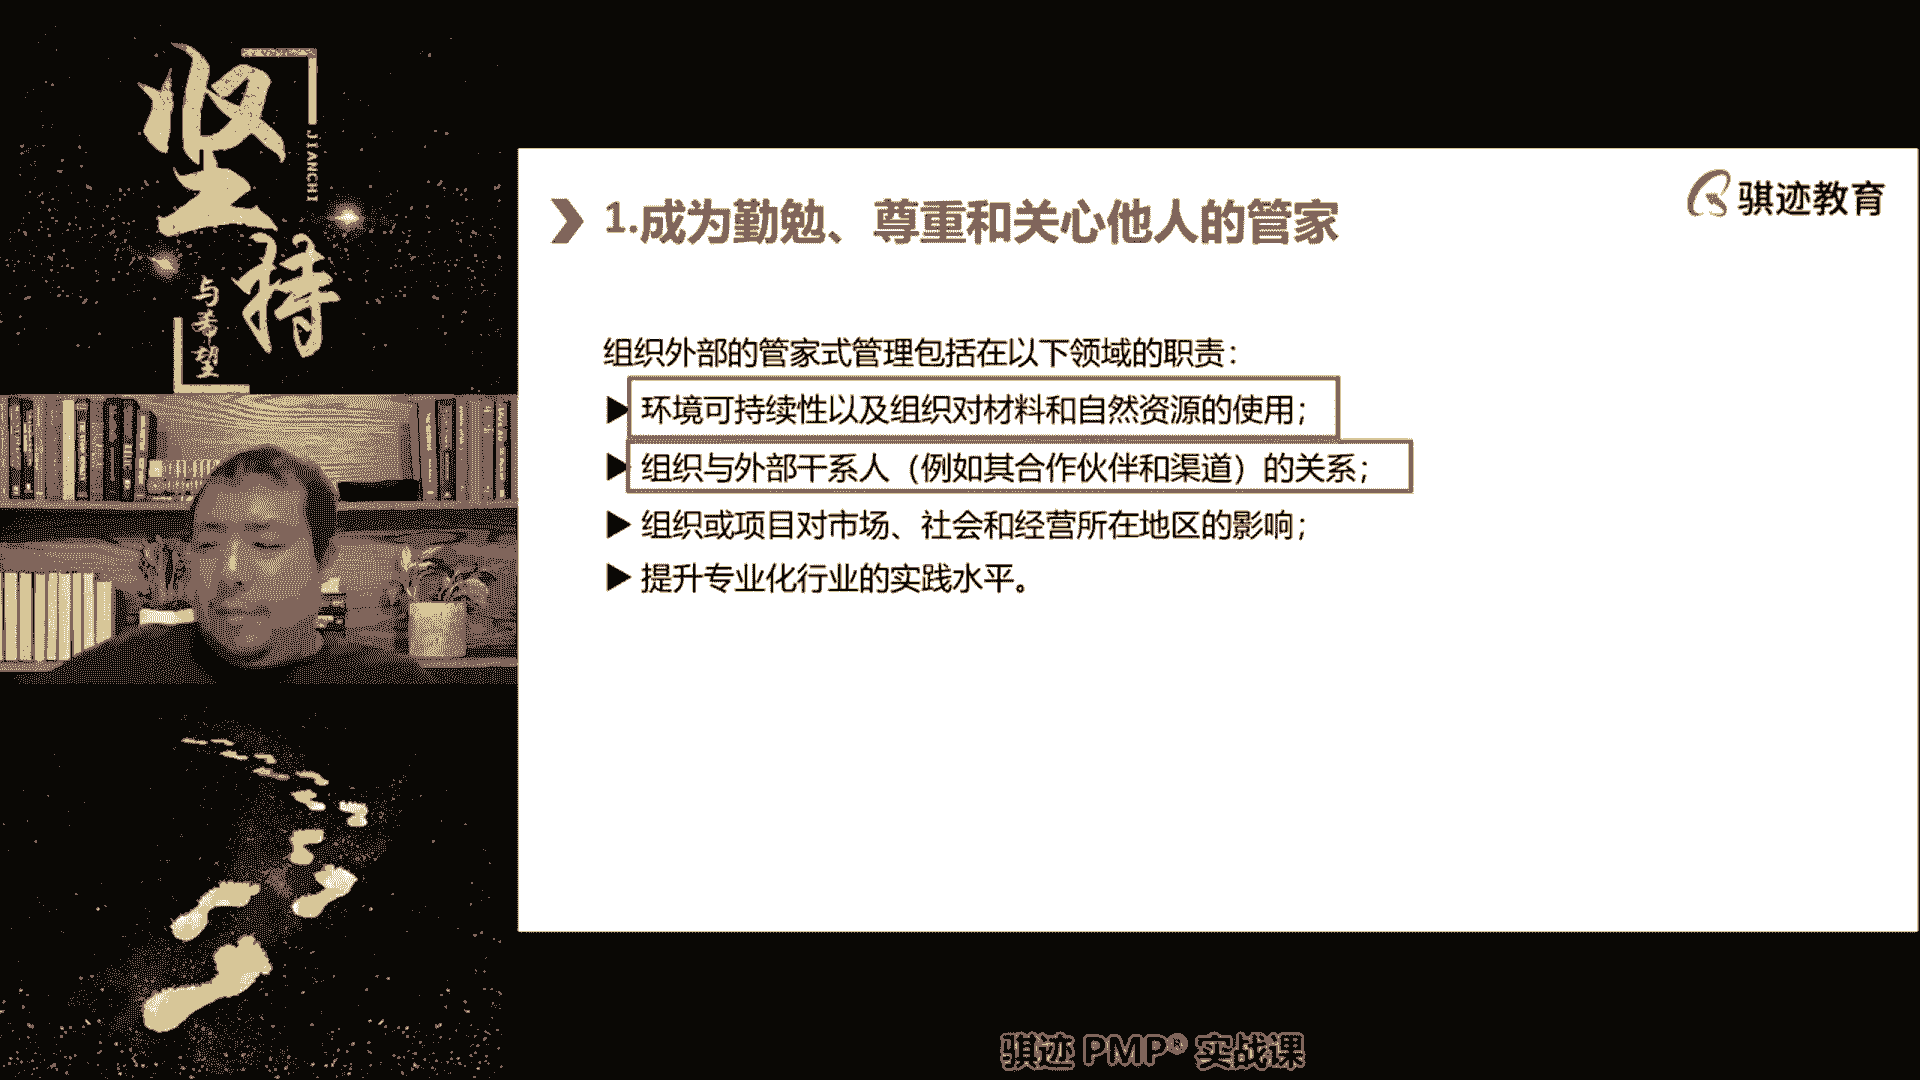 坚持
JIANCHI
与希望
骐迹教育
1.成为勤勉、尊重和关心他人的管家
组织外部的管家式管理包括在以下领域的职责：
▶环境可持续性以及组织对材料和自然资源的使用；
▶组织与外部干系人（例如其合作伙伴和渠道）的关系；
▶组织或项目对市场、社会和经营所在地区的影响；
▶提升专业化行业的实践水平。
骐迹 PMP® 实战课